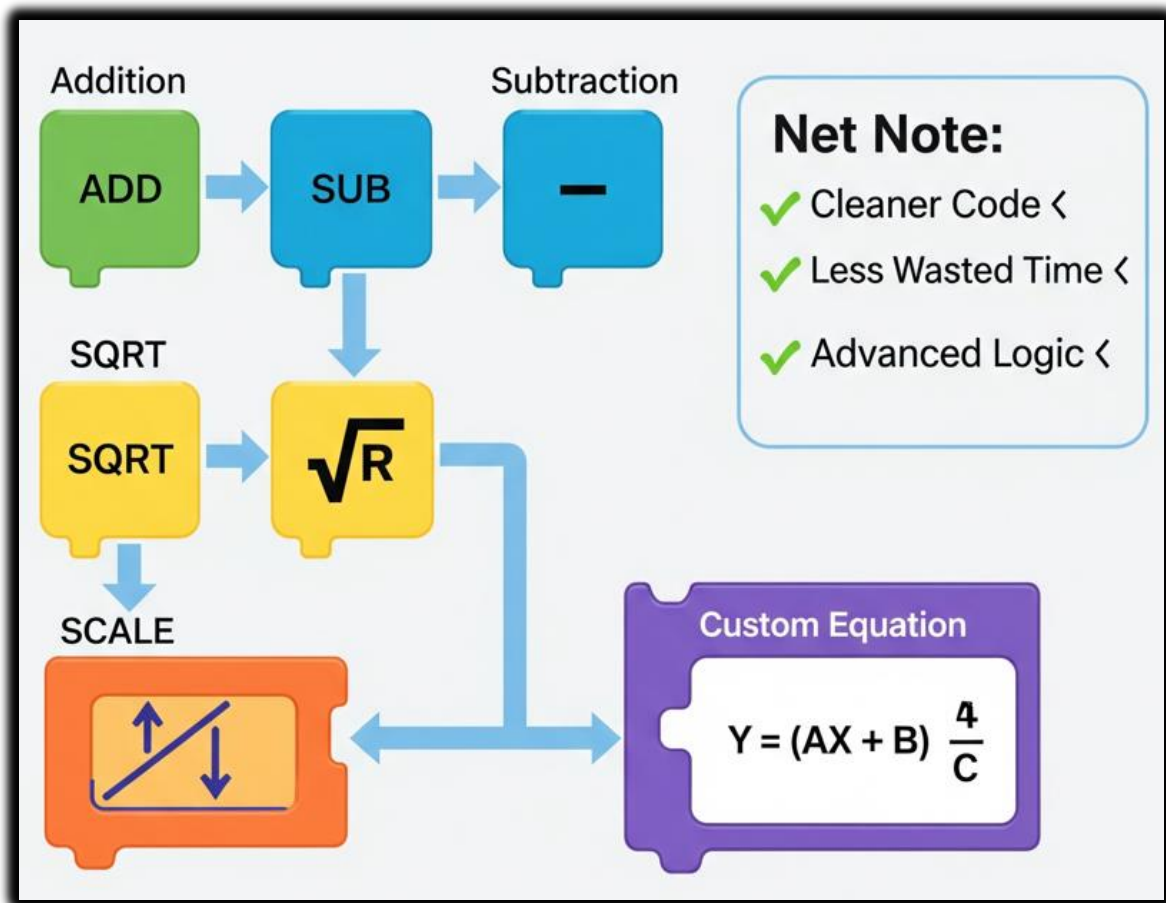 Addition
Subtraction
ADD
SUB
−
Net Note:
✓ Cleaner Code <
✓ Less Wasted Time <
✓ Advanced Logic <
SQRT
SQRT
√R
SCALE
Custom Equation
Y = (AX + B) 4/C